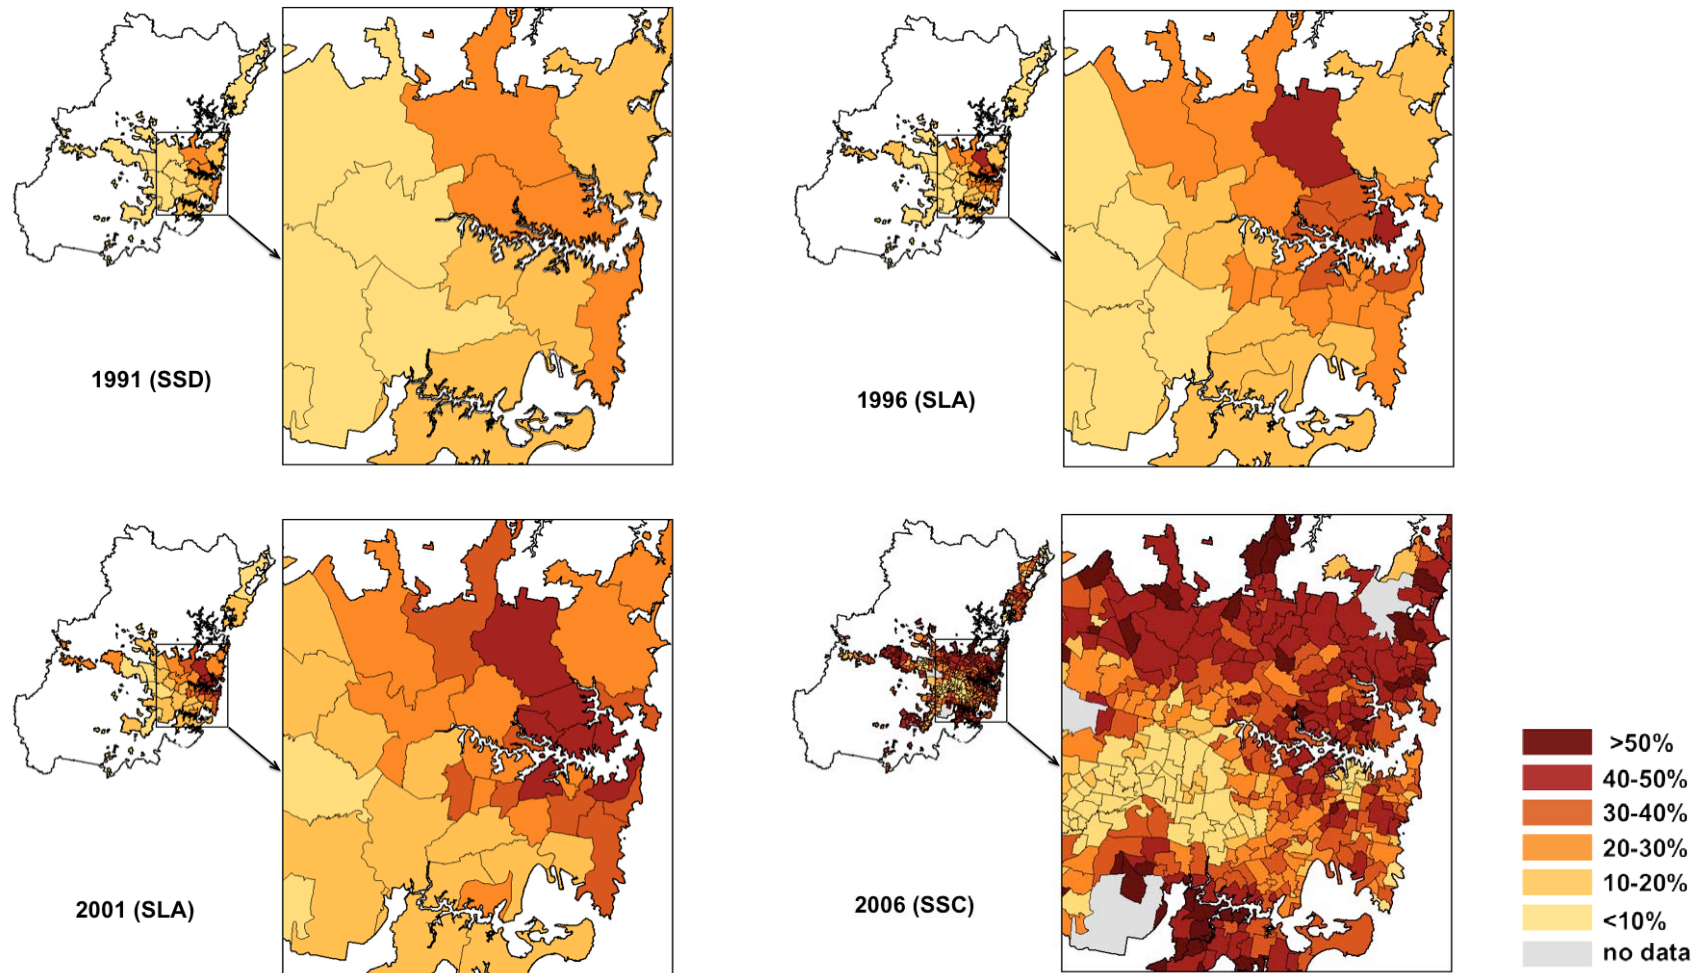 1991 (SSD)
1996 (SLA)
2001 (SLA)
2006 (SSC)
>50%
40-50%
30-40%
20-30%
10-20%
<10%
no data